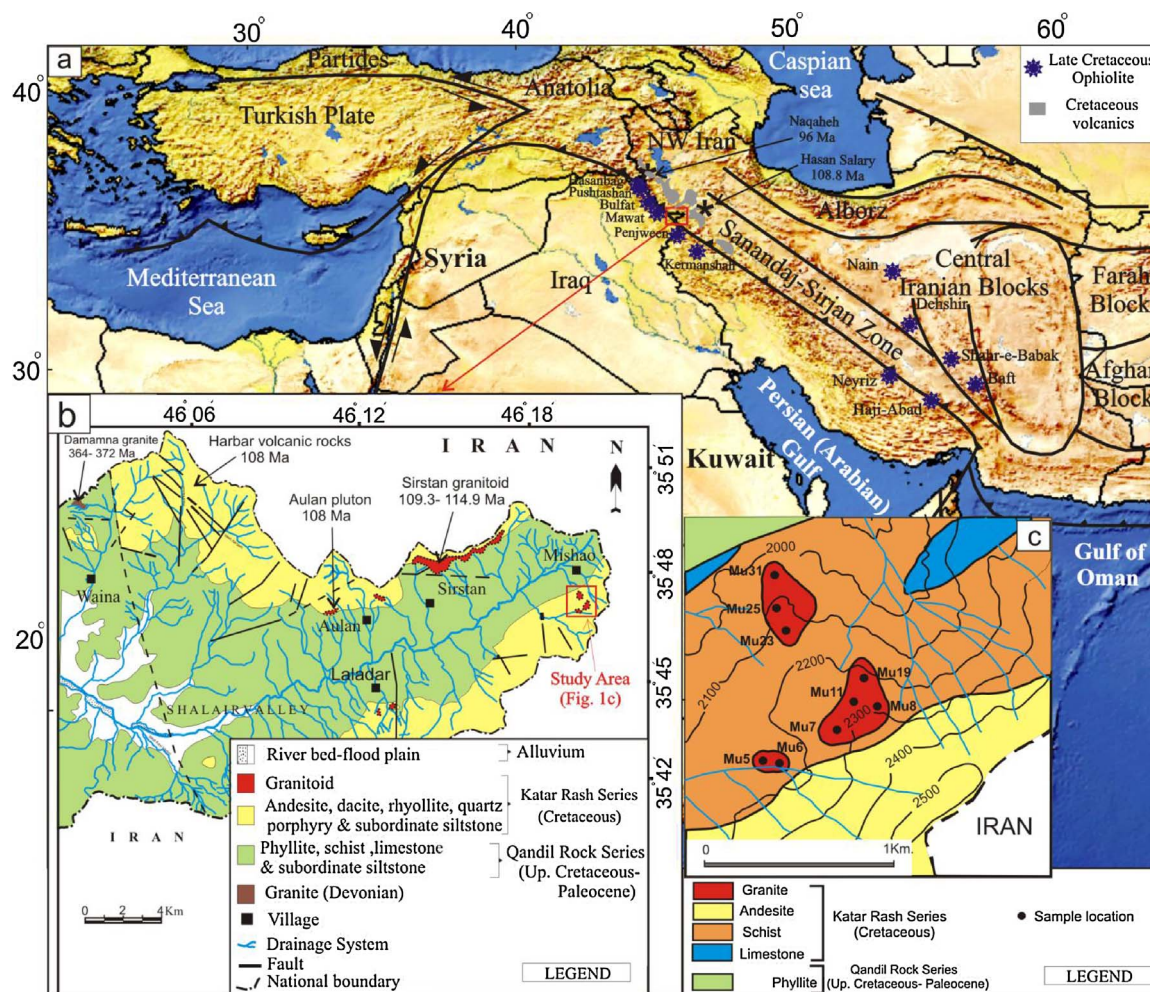 30° 40° 50° 60°
a
40°
30°
20°
Partides
Anatolia
Turkish Plate
Caspian
sea
Late Cretaceous
Ophiolite
Cretaceous
volcanics
Naqaheh
96 Ma
NW Iran
Hasan Salary
108.8 Ma
Hasanbag
Pushtashan
Bulfat
Mawat
Penjween
Kermanshah
Alborz
Sanandaj-Sirjan Zone
Mediterranean
Sea
Syria
Iraq
Nain
Central
Iranian Blocks
Dehshir
Farah
Block
Shahr-e-Babak
Baft
Neyriz
Haji-Abad
Afghan
Block
Kuwait
Persian (Arabian)
Gulf
Gulf of
Oman
b
46°06′ 46°12′ 46°18′
35°51
35°48
35°45
35°42
Damamna granite
364- 372 Ma
Harbar volcanic rocks
108 Ma
I R A N
N
Aulan pluton
108 Ma
Sirstan granitoid
109.3- 114.9 Ma
Mishao
Waina
Sirstan
Aulan
Laladar
Study Area
(Fig. 1c)
SHALAIRVALLEY
I R A N
0 2 4 Km
River bed-flood plain
Alluvium
Granitoid
Andesite, dacite, rhyollite, quartz
porphyry & subordinate siltstone
Katar Rash Series
(Cretaceous)
Phyllite, schist ,limestone
& subordinate siltstone
Qandil Rock Series
(Up. Cretaceous-
Paleocene)
Granite (Devonian)
Village
Drainage System
Fault
National boundary
LEGEND
c
2000
Mu31
Mu25
Mu23
2100
2200
Mu19
Mu11
Mu8
2300
Mu7
Mu6
Mu5
2400
2500
IRAN
0 1Km.
Granite
Andesite
Schist
Limestone
Katar Rash Series
(Cretaceous)
Sample location
Phyllite
Qandil Rock Series
(Up. Cretaceous- Paleocene)
LEGEND